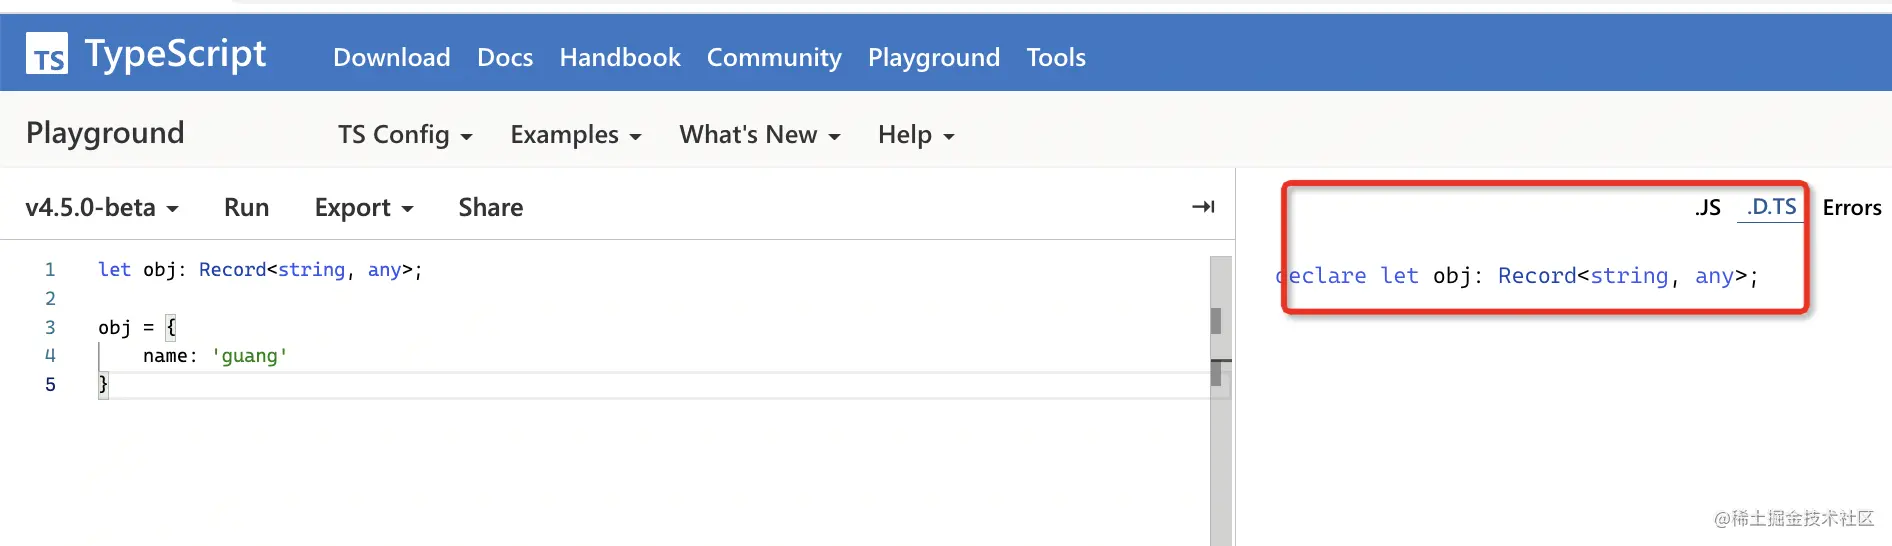 TS TypeScript Download Docs Handbook Community Playground Tools
Playground TS Config Examples What's New Help
v4.5.0-beta Run Export Share .JS .D.TS Errors
1 let obj: Record<string, any>;
2
3 obj = {
4 name: 'guang'
5 }
declare let obj: Record<string, any>;
@稀土掘金技术社区